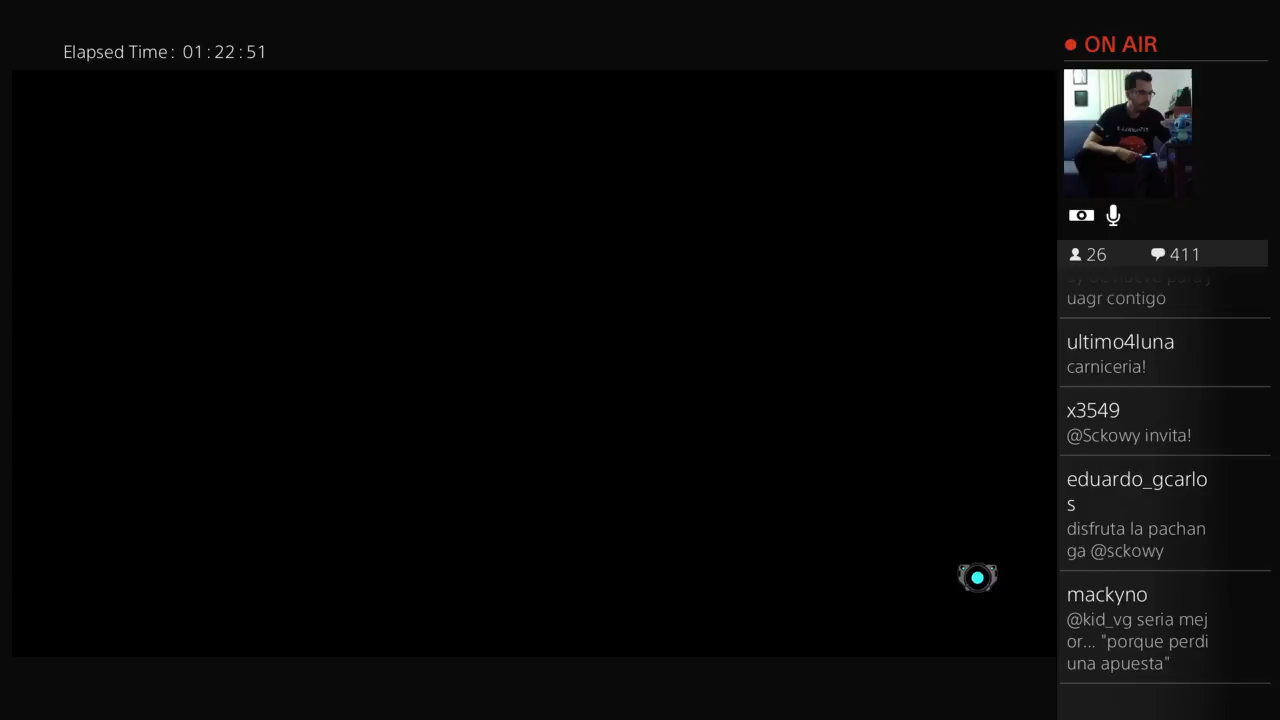 Elapsed Time: 01:22:51
ON AIR
26
411
uagr contigo
ultimo4luna
carniceria!
x3549
@Sckowy invita!
eduardo_gcarlo
s
disfruta la pachan
ga @sckowy
mackyno
@kid_vg seria mej
or... "porque perdi
una apuesta"